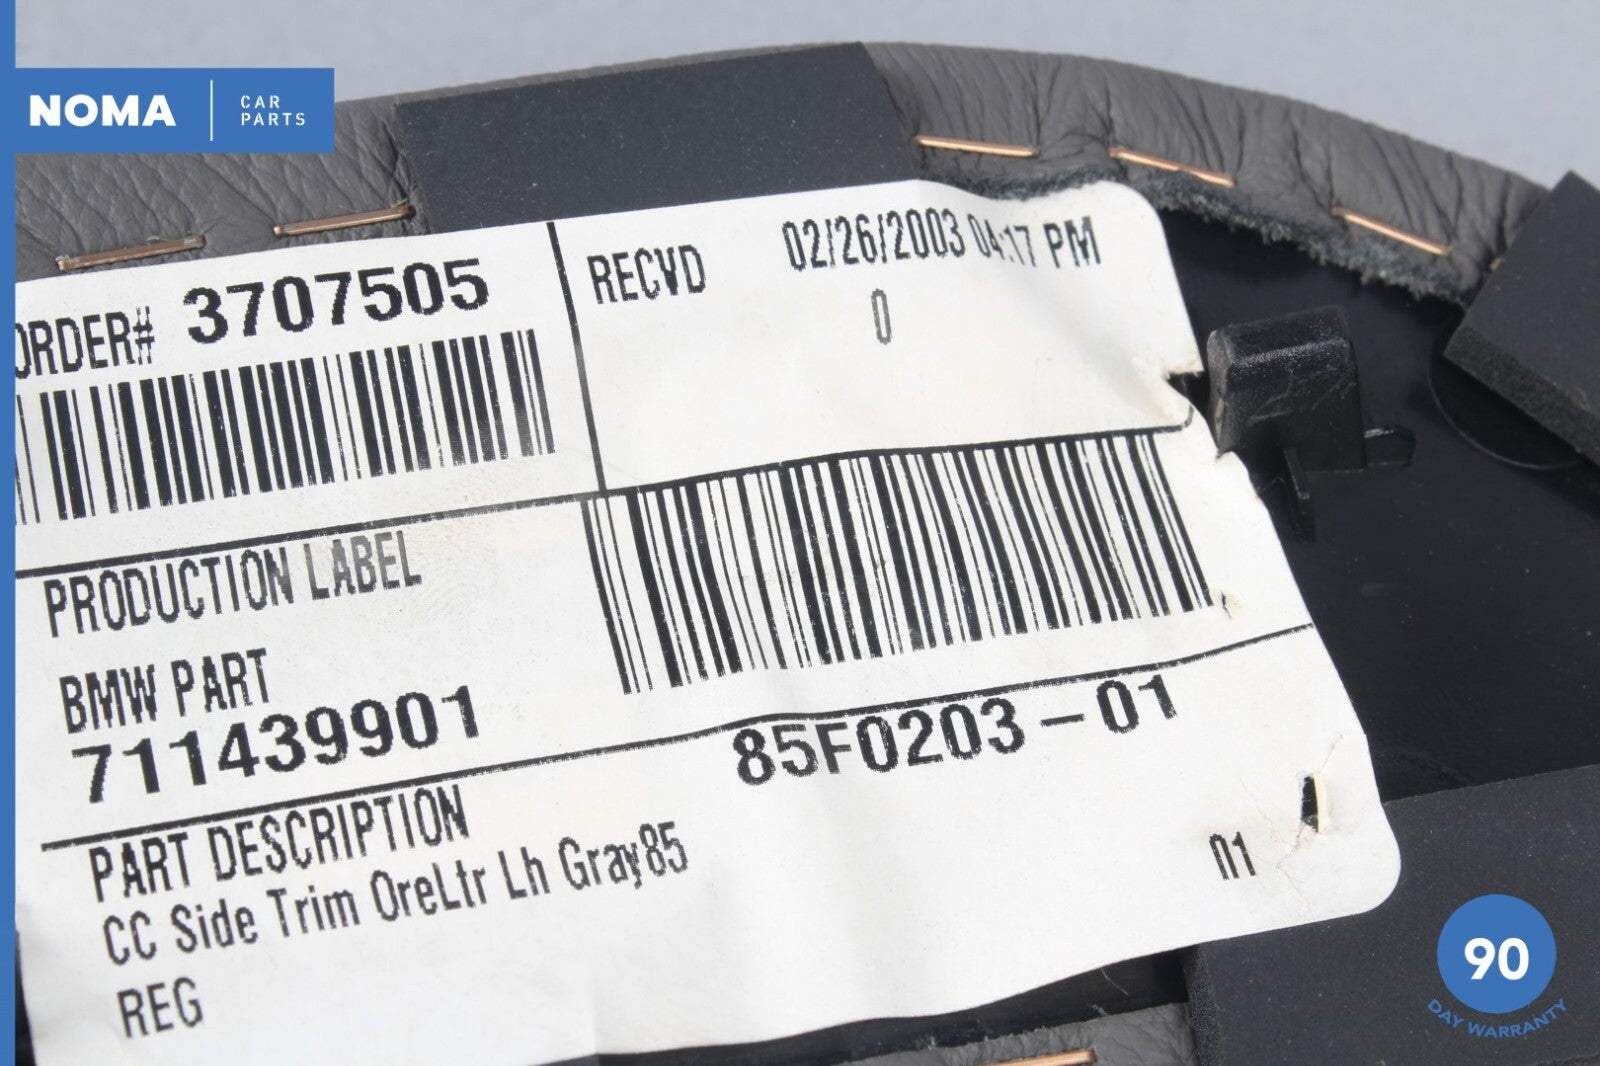 NOMA
CAR
PARTS
ORDER# 3707505
RECVD 02/26/2003 04:17 PM
0
PRODUCTION LABEL
BMW PART
711439901
85F0203-01
PART DESCRIPTION
CC Side Trim OreLtr Lh Gray85
01
REG
90
DAY WARRANTY